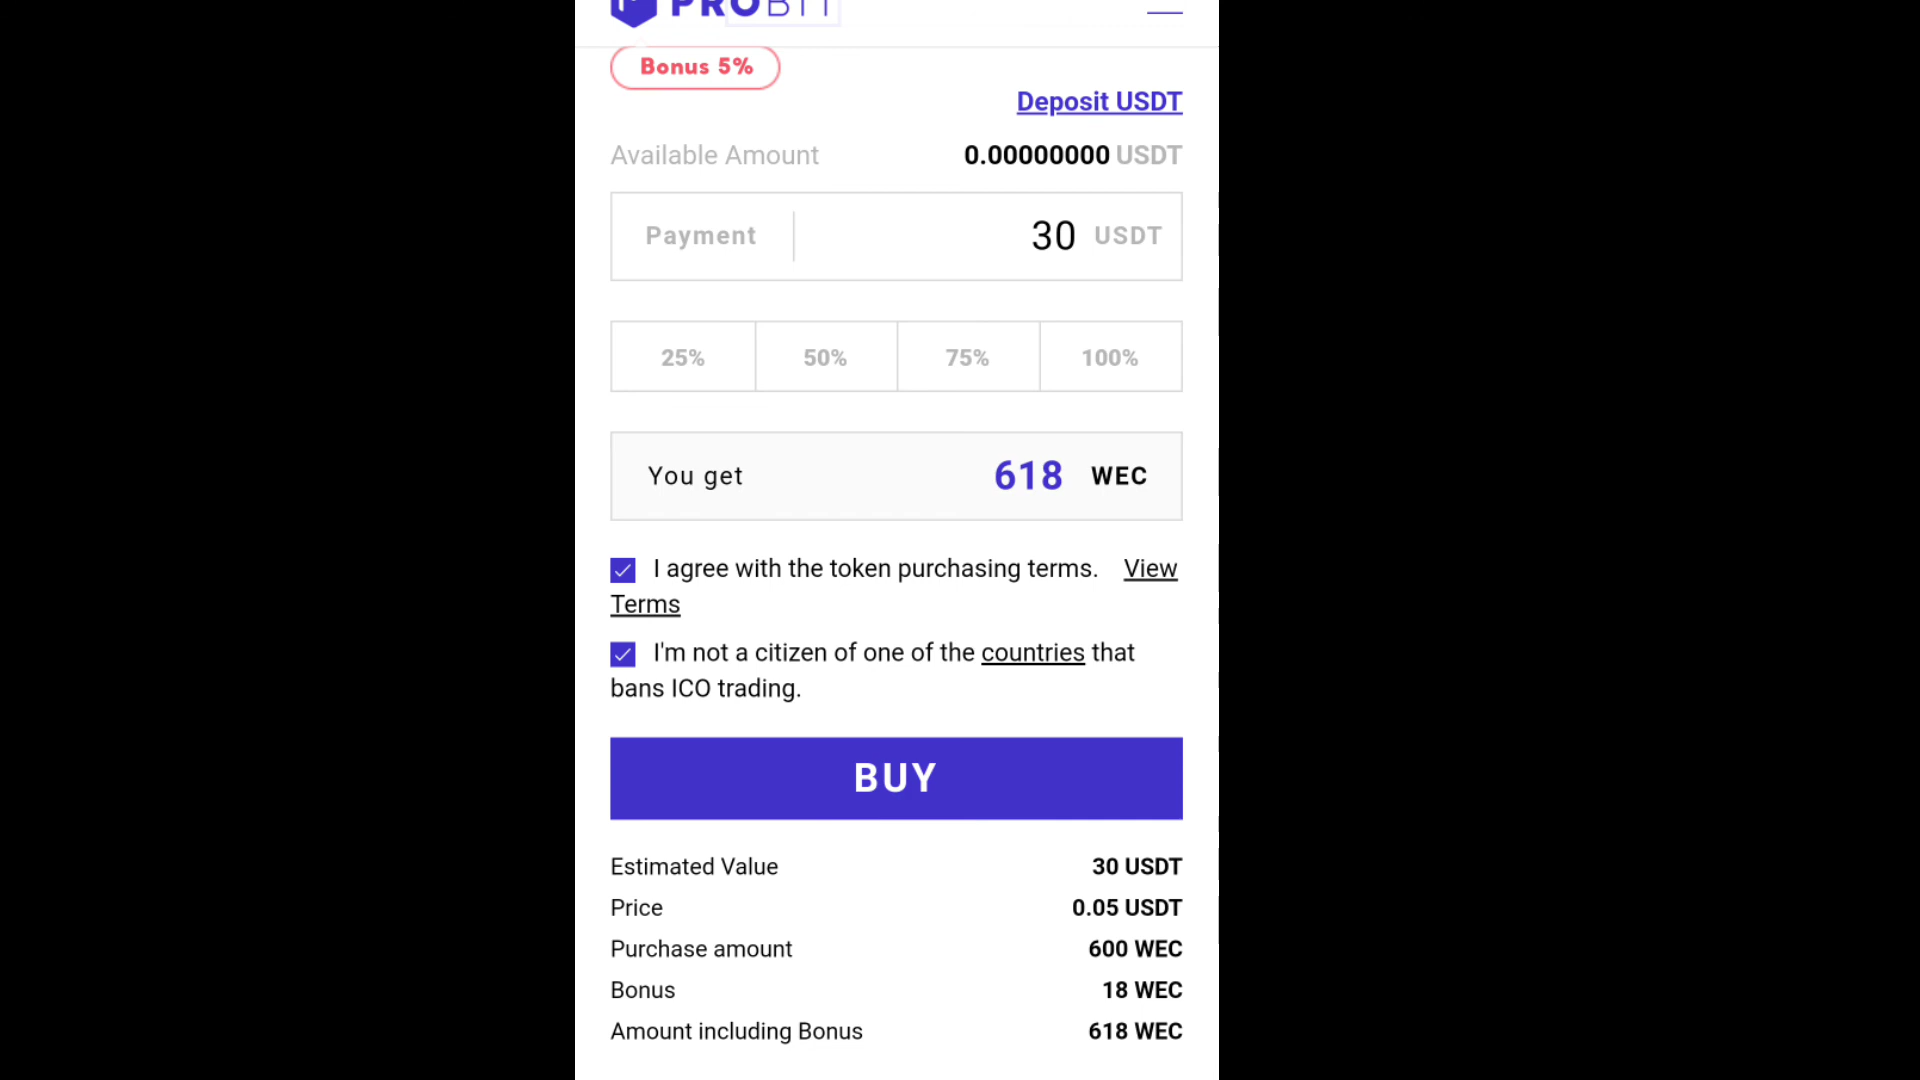 PROBIT
Bonus 5%
Deposit USDT
Available Amount 0.00000000 USDT
Payment 30 USDT
25% 50% 75% 100%
You get 618 WEC
I agree with the token purchasing terms. View
Terms
I'm not a citizen of one of the countries that
bans ICO trading.
BUY
Estimated Value 30 USDT
Price 0.05 USDT
Purchase amount 600 WEC
Bonus 18 WEC
Amount including Bonus 618 WEC